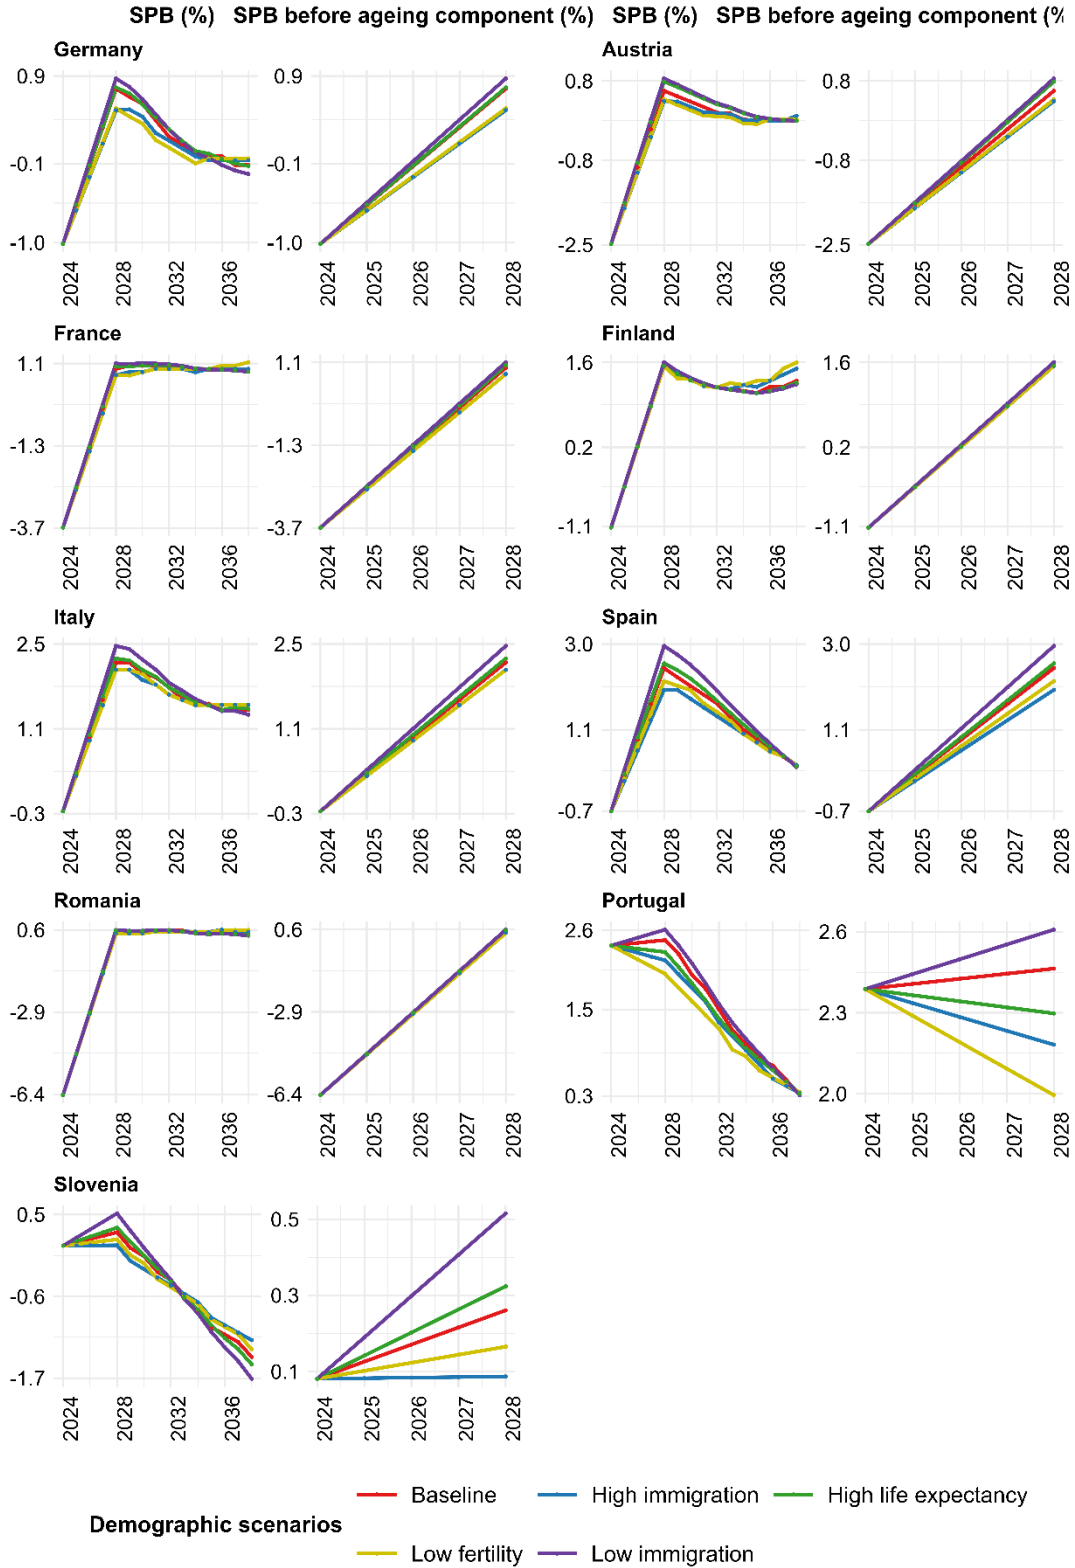 SPB (%) SPB before ageing component (%) SPB (%) SPB before ageing component (%
Germany
0.9
-0.1
-1.0
2024 2028 2032 2036
0.9
-0.1
-1.0
2024 2025 2026 2027 2028
Austria
0.8
-0.8
-2.5
2024 2028 2032 2036
0.8
-0.8
-2.5
2024 2025 2026 2027 2028
France
1.1
-1.3
-3.7
2024 2028 2032 2036
1.1
-1.3
-3.7
2024 2025 2026 2027 2028
Finland
1.6
0.2
-1.1
2024 2028 2032 2036
1.6
0.2
-1.1
2024 2025 2026 2027 2028
Italy
2.5
1.1
-0.3
2024 2028 2032 2036
2.5
1.1
-0.3
2024 2025 2026 2027 2028
Spain
3.0
1.1
-0.7
2024 2028 2032 2036
3.0
1.1
-0.7
2024 2025 2026 2027 2028
Romania
0.6
-2.9
-6.4
2024 2028 2032 2036
0.6
-2.9
-6.4
2024 2025 2026 2027 2028
Portugal
2.6
1.5
0.3
2024 2028 2032 2036
2.6
2.3
2.0
2024 2025 2026 2027 2028
Slovenia
0.5
-0.6
-1.7
2024 2028 2032 2036
0.5
0.3
0.1
2024 2025 2026 2027 2028
Demographic scenarios
Baseline High immigration High life expectancy
Low fertility Low immigration